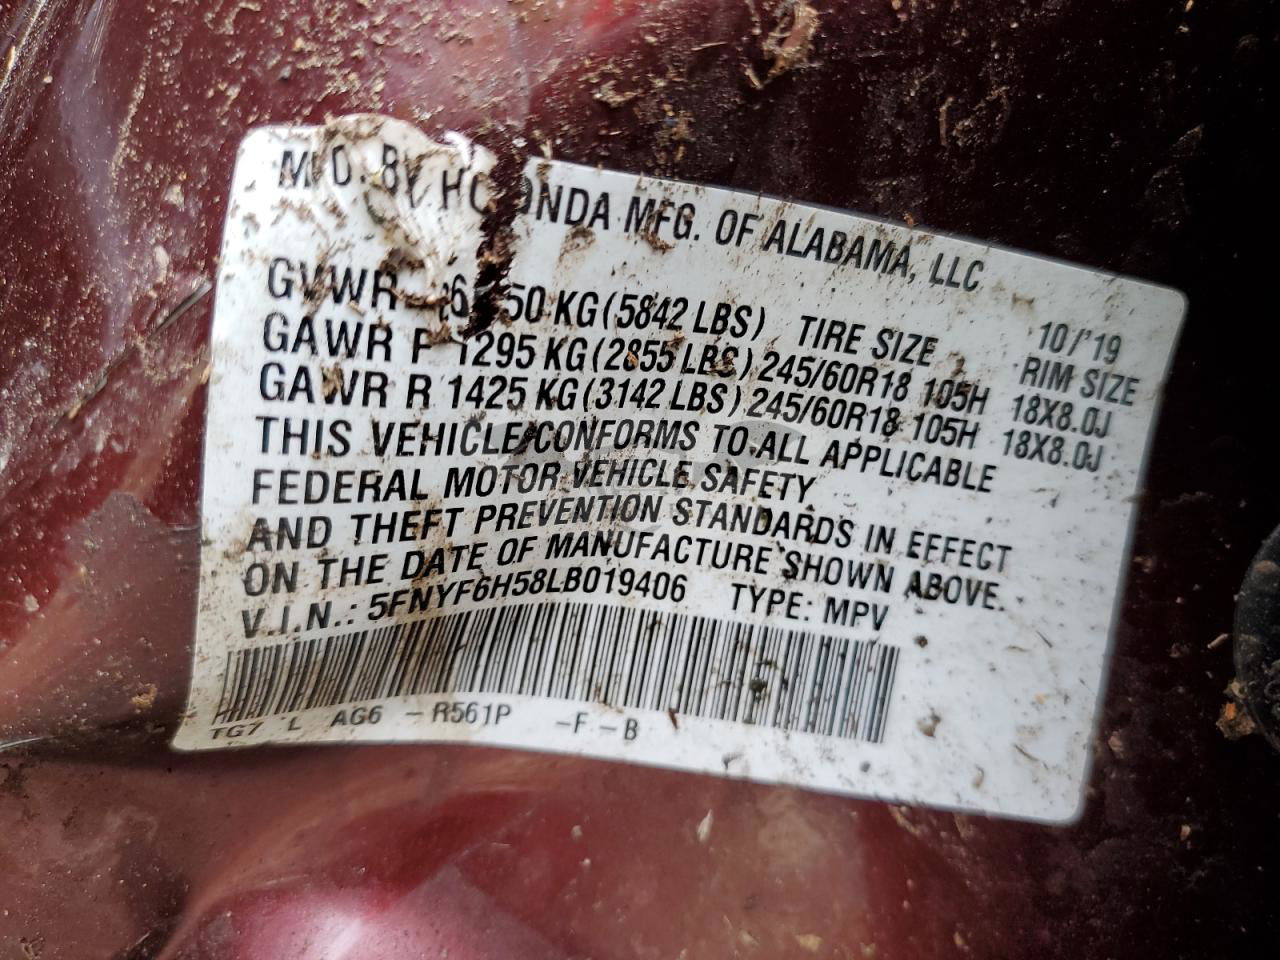 MFD. BY HONDA MFG. OF ALABAMA, LLC
10/'19
GVWR 2650 KG (5842 LBS) TIRE SIZE RIM SIZE
GAWR F 1295 KG (2855 LBS) 245/60R18 105H 18X8.0J
GAWR R 1425 KG (3142 LBS) 245/60R18 105H 18X8.0J
THIS VEHICLE CONFORMS TO ALL APPLICABLE
FEDERAL MOTOR VEHICLE SAFETY
AND THEFT PREVENTION STANDARDS IN EFFECT
ON THE DATE OF MANUFACTURE SHOWN ABOVE.
V.I.N.: 5FNYF6H58LB019406 TYPE: MPV
TG7 L AG6 - R561P - F - B